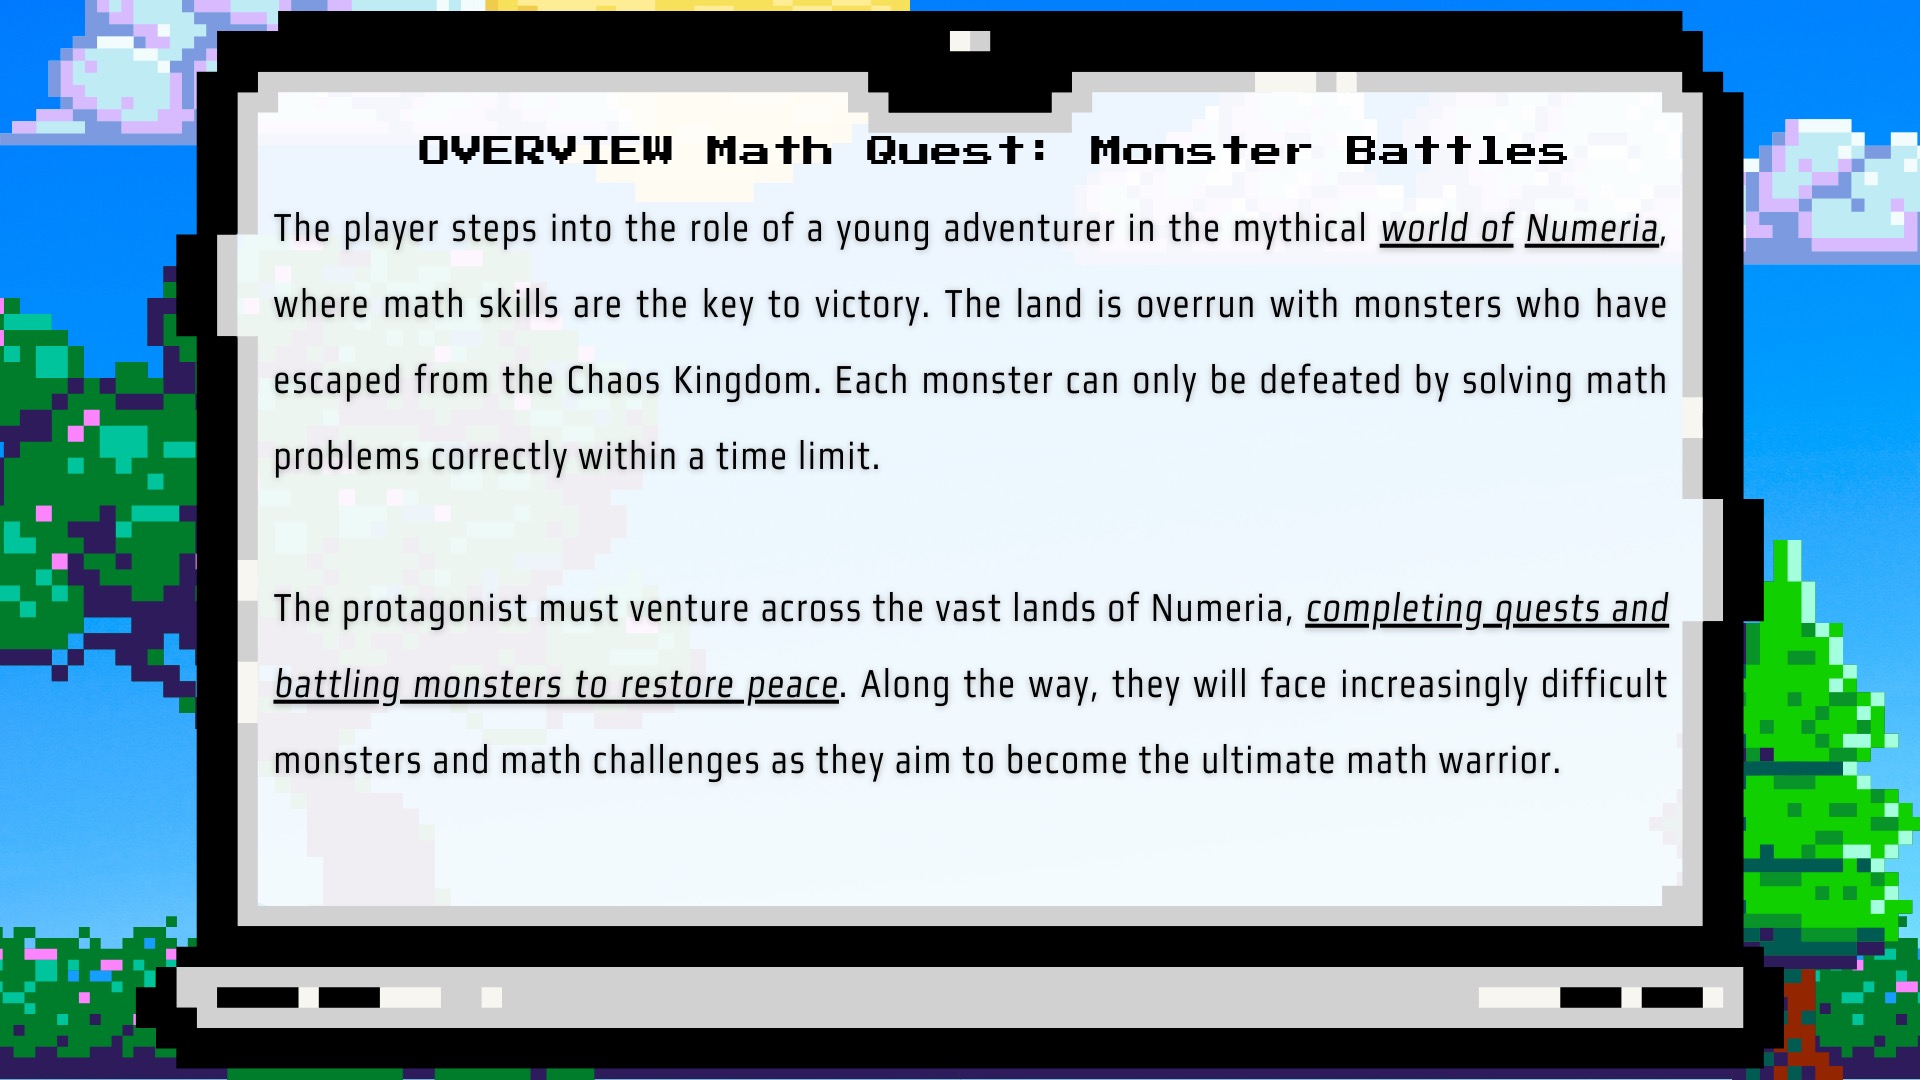 OVERVIEW Math Quest: Monster Battles
The player steps into the role of a young adventurer in the mythical world of Numeria,
where math skills are the key to victory. The land is overrun with monsters who have
escaped from the Chaos Kingdom. Each monster can only be defeated by solving math
problems correctly within a time limit.
The protagonist must venture across the vast lands of Numeria, completing quests and
battling monsters to restore peace. Along the way, they will face increasingly difficult
monsters and math challenges as they aim to become the ultimate math warrior.